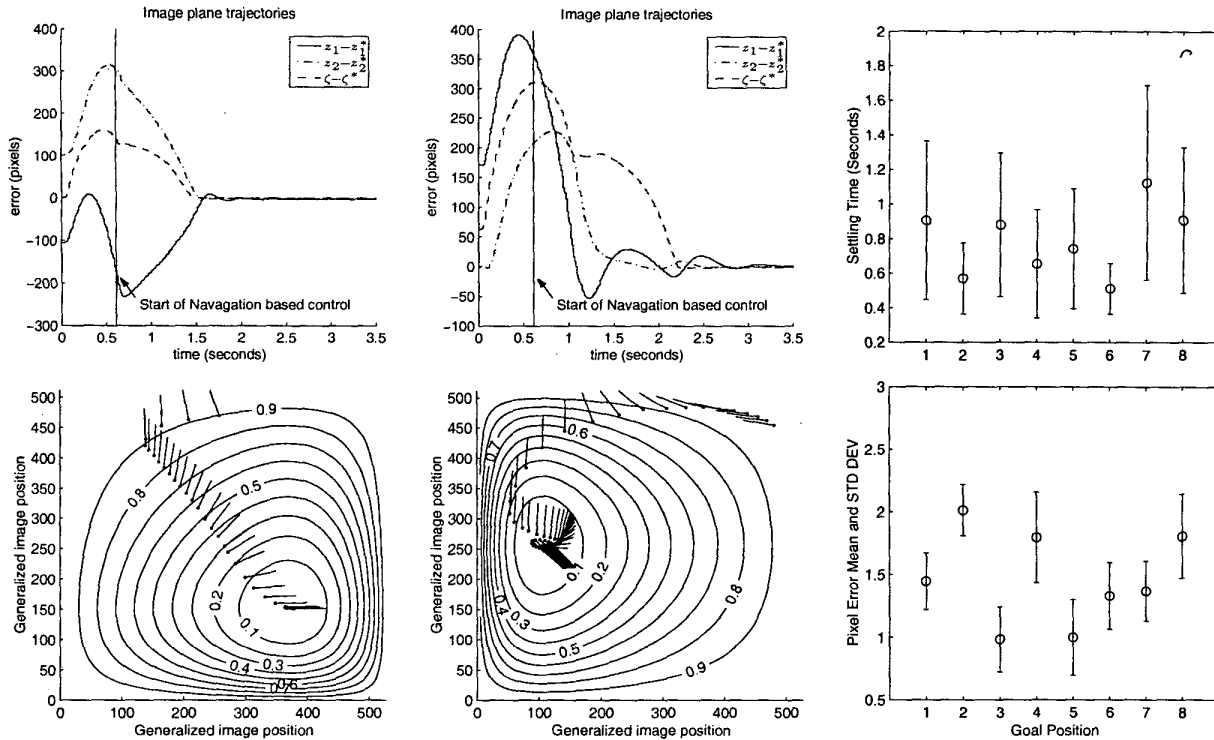 Image plane trajectories
400
300
200
100
0
-100
-200
-300
error (pixels)
z₁-z₁*
z₂-z₂*
ζ-ζ*
Start of Navagation based control
0 0.5 1 1.5 2 2.5 3 3.5
time (seconds)
Image plane trajectories
400
350
300
250
200
150
100
50
0
-50
-100
error (pixels)
z₁-z₁*
z₂-z₂*
ζ-ζ*
Start of Navagation based control
0 0.5 1 1.5 2 2.5 3 3.5
time (seconds)
2
1.8
1.6
1.4
1.2
1
0.8
0.6
0.4
0.2
Settling Time (Seconds)
1 2 3 4 5 6 7 8
500
450
400
350
300
250
200
150
100
50
0
Generalized image position
0.9
0.8
0.5
0.2
0.1
0.4
0.3
0.6
0 100 200 300 400 500
Generalized image position
500
450
400
350
300
250
200
150
100
50
0
Generalized image position
0.6
0.2
0.8
0.4
0.3
0.5
0.9
0 100 200 300 400 500
Generalized image position
3
2.5
2
1.5
1
0.5
Pixel Error Mean and STD DEV
1 2 3 4 5 6 7 8
Goal Position